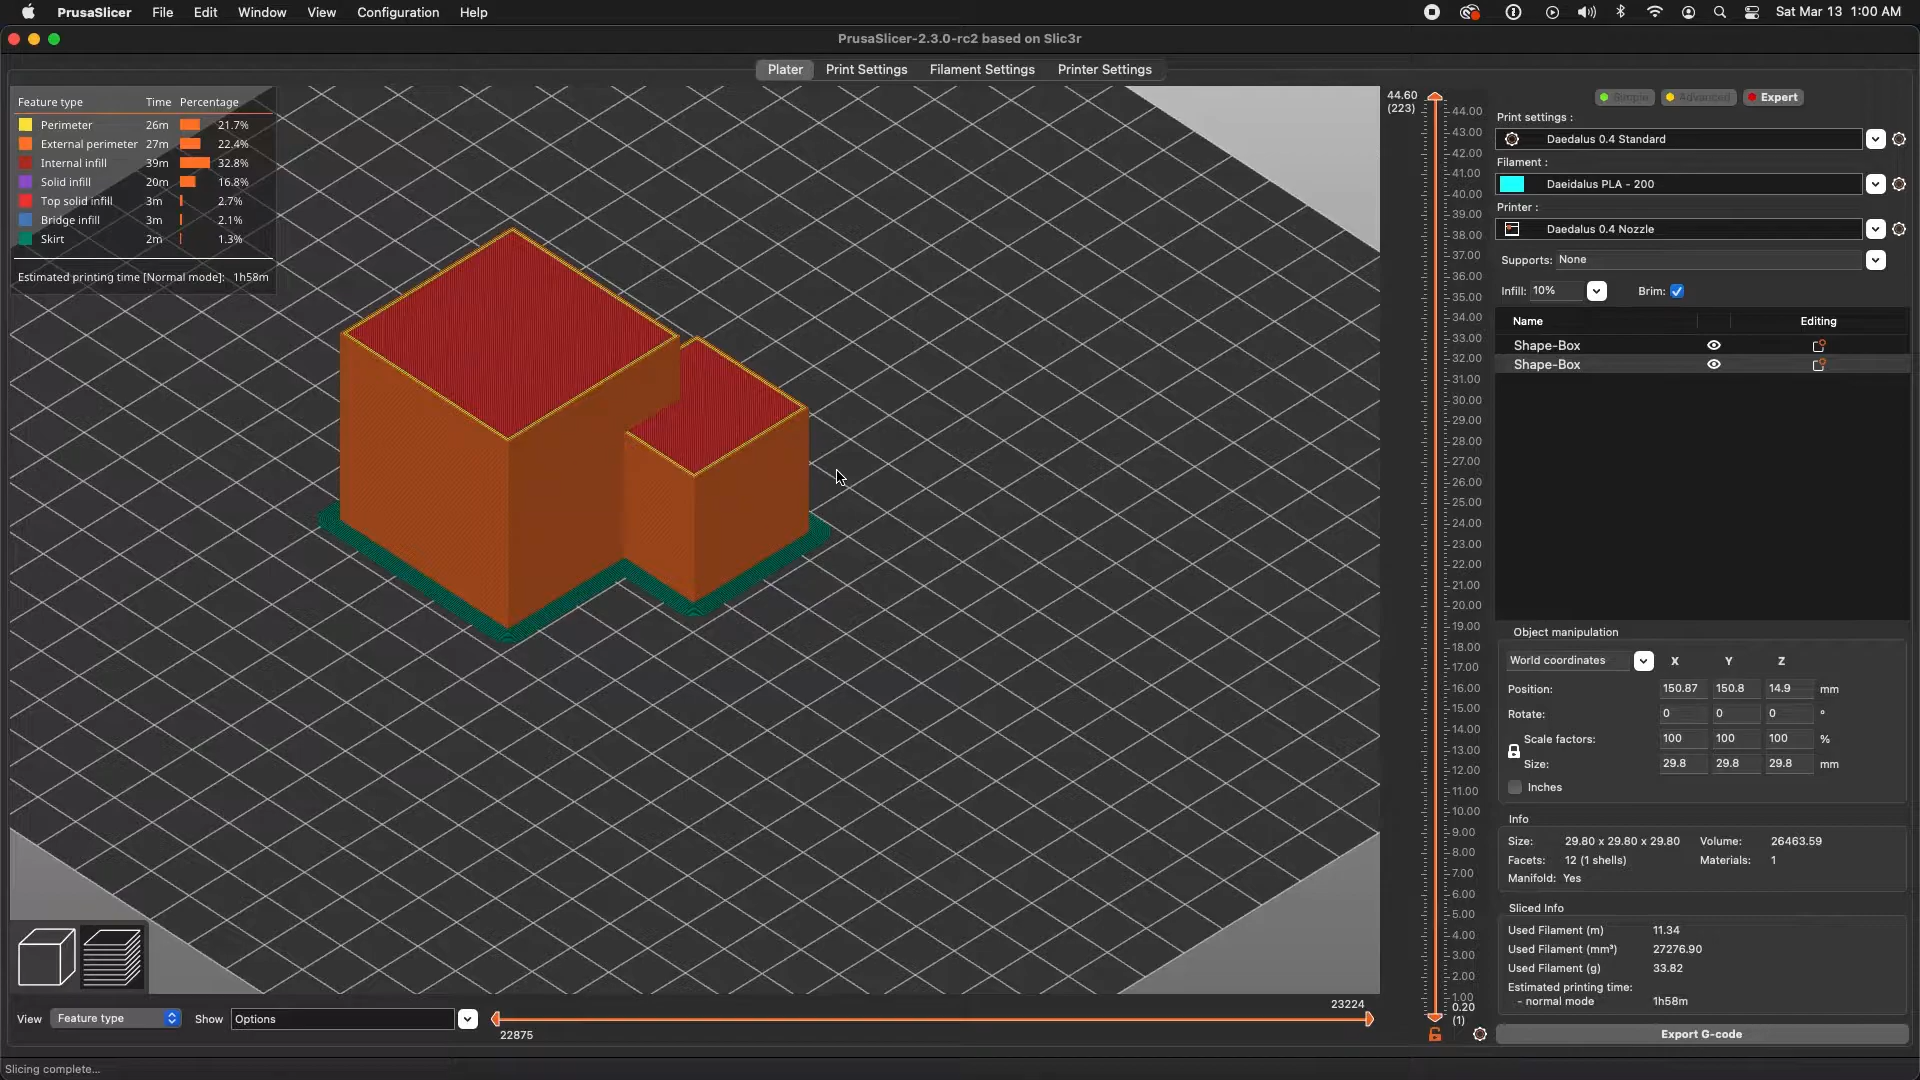 PrusaSlicer File Edit Window View Configuration Help
Sat Mar 13 1:00 AM
PrusaSlicer-2.3.0-rc2 based on Slic3r
Plater Print Settings Filament Settings Printer Settings
Feature type Time Percentage
Perimeter 26m 21.7%
External perimeter 27m 22.4%
Internal infill 39m 32.8%
Solid infill 20m 16.8%
Top solid infill 3m 2.7%
Bridge infill 3m 2.1%
Skirt 2m 1.3%
Estimated printing time [Normal mode]: 1h58m
44.60
(223)
44.00
43.00
42.00
41.00
40.00
39.00
38.00
37.00
36.00
35.00
34.00
33.00
32.00
31.00
30.00
29.00
28.00
27.00
26.00
25.00
24.00
23.00
22.00
21.00
20.00
19.00
18.00
17.00
16.00
15.00
14.00
13.00
12.00
11.00
10.00
9.00
8.00
7.00
6.00
5.00
4.00
3.00
2.00
1.00
0.20
(1)
Simple Advanced Expert
Print settings :
Daedalus 0.4 Standard
Filament :
Daeidalus PLA - 200
Printer :
Daedalus 0.4 Nozzle
Supports: None
Infill: 10% Brim:
Name Editing
Shape-Box
Shape-Box
Object manipulation
World coordinates X Y Z
Position: 150.87 150.8 14.9 mm
Rotate: 0 0 0 °
Scale factors: 100 100 100 %
Size: 29.8 29.8 29.8 mm
Inches
Info
Size: 29.80 x 29.80 x 29.80 Volume: 26463.59
Facets: 12 (1 shells) Materials: 1
Manifold: Yes
Sliced Info
Used Filament (m) 11.34
Used Filament (mm³) 27276.90
Used Filament (g) 33.82
Estimated printing time:
- normal mode 1h58m
Export G-code
View Feature type Show Options
23224
22875
Slicing complete...